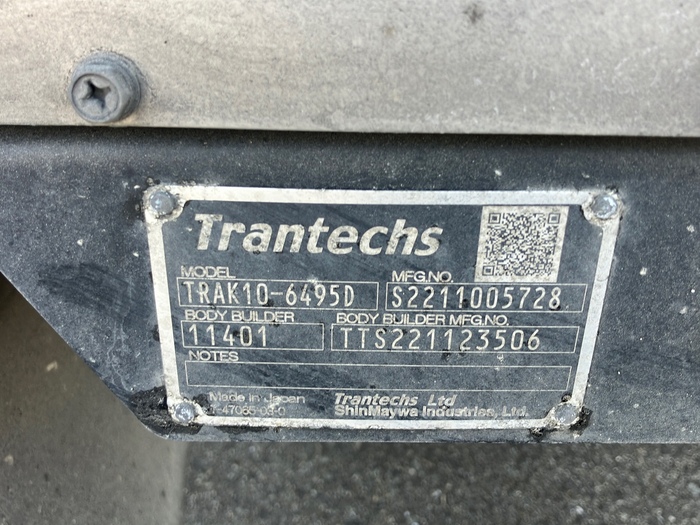 Trantechs
MODEL MFG.NO.
TRAK10-6495D S2211005728
BODY BUILDER BODY BUILDER MFG.NO.
11401 TTS221123506
NOTES
Made in Japan Trantechs Ltd
ShinMaywa Industries, Ltd.